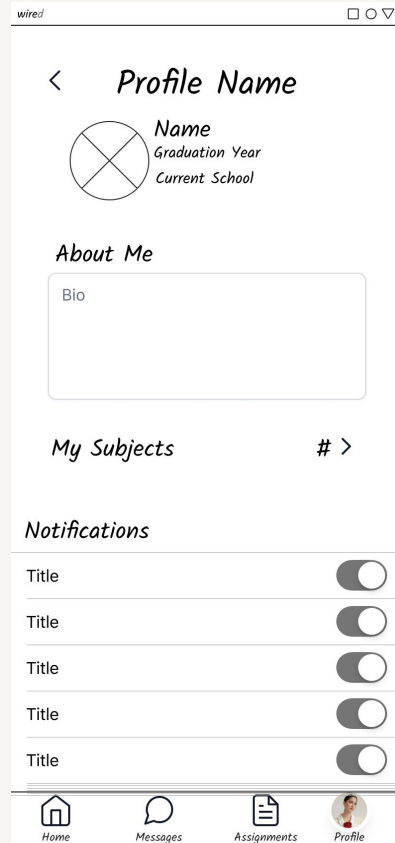 wired
Profile Name
Name
Graduation Year
Current School
About Me
Bio
My Subjects # >
Notifications
Title
Title
Title
Title
Title
Home Messages Assignments Profile